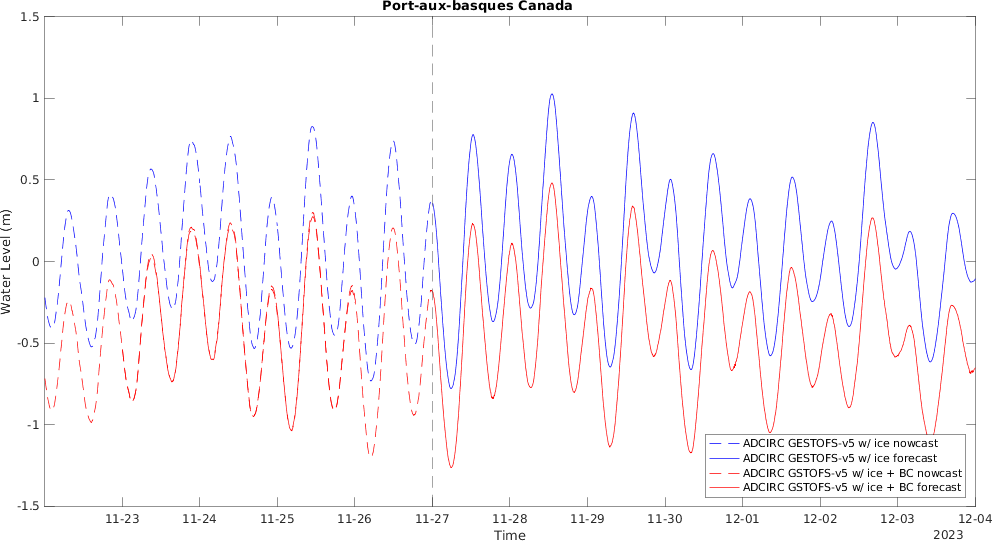 Port-aux-basques Canada
1.5
1
0.5
0
-0.5
-1
-1.5
Water Level (m)
ADCIRC GESTOFS-v5 w/ ice nowcast
ADCIRC GESTOFS-v5 w/ ice forecast
ADCIRC GSTOFS-v5 w/ ice + BC nowcast
ADCIRC GSTOFS-v5 w/ ice + BC forecast
11-23 11-24 11-25 11-26 11-27 11-28 11-29 11-30 12-01 12-02 12-03 12-04
Time
2023